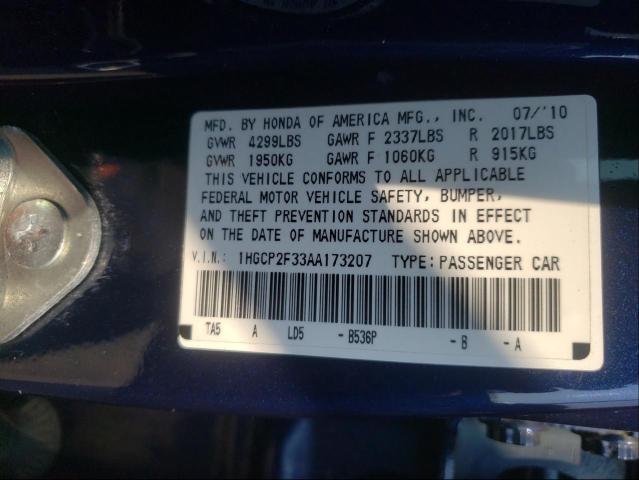 MFD. BY HONDA OF AMERICA MFG., INC. 07/'10
GVWR 4299LBS GAWR F 2337LBS R 2017LBS
GVWR 1950KG GAWR F 1060KG R 915KG
THIS VEHICLE CONFORMS TO ALL APPLICABLE
FEDERAL MOTOR VEHICLE SAFETY, BUMPER,
AND THEFT PREVENTION STANDARDS IN EFFECT
ON THE DATE OF MANUFACTURE SHOWN ABOVE.
V.I.N.: 1HGCP2F33AA173207 TYPE: PASSENGER CAR
TA5 A LD5 -B536P -B -A